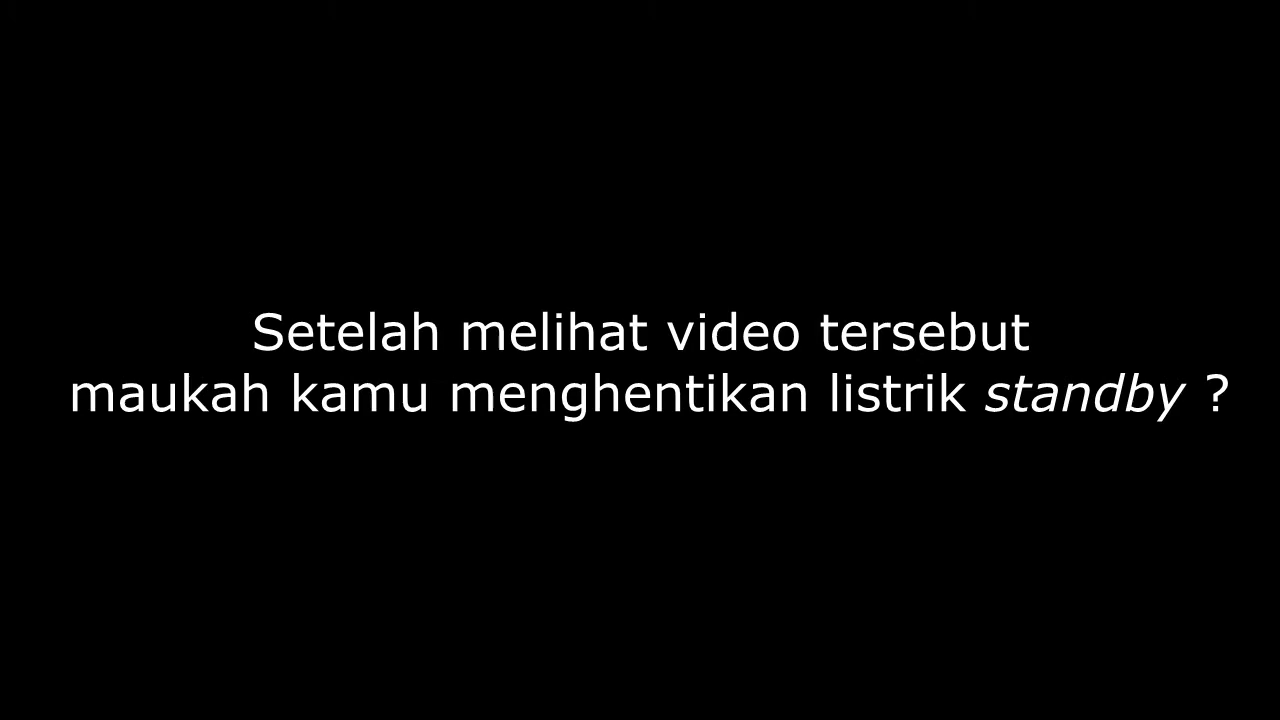 Setelah melihat video tersebut
maukah kamu menghentikan listrik standby ?